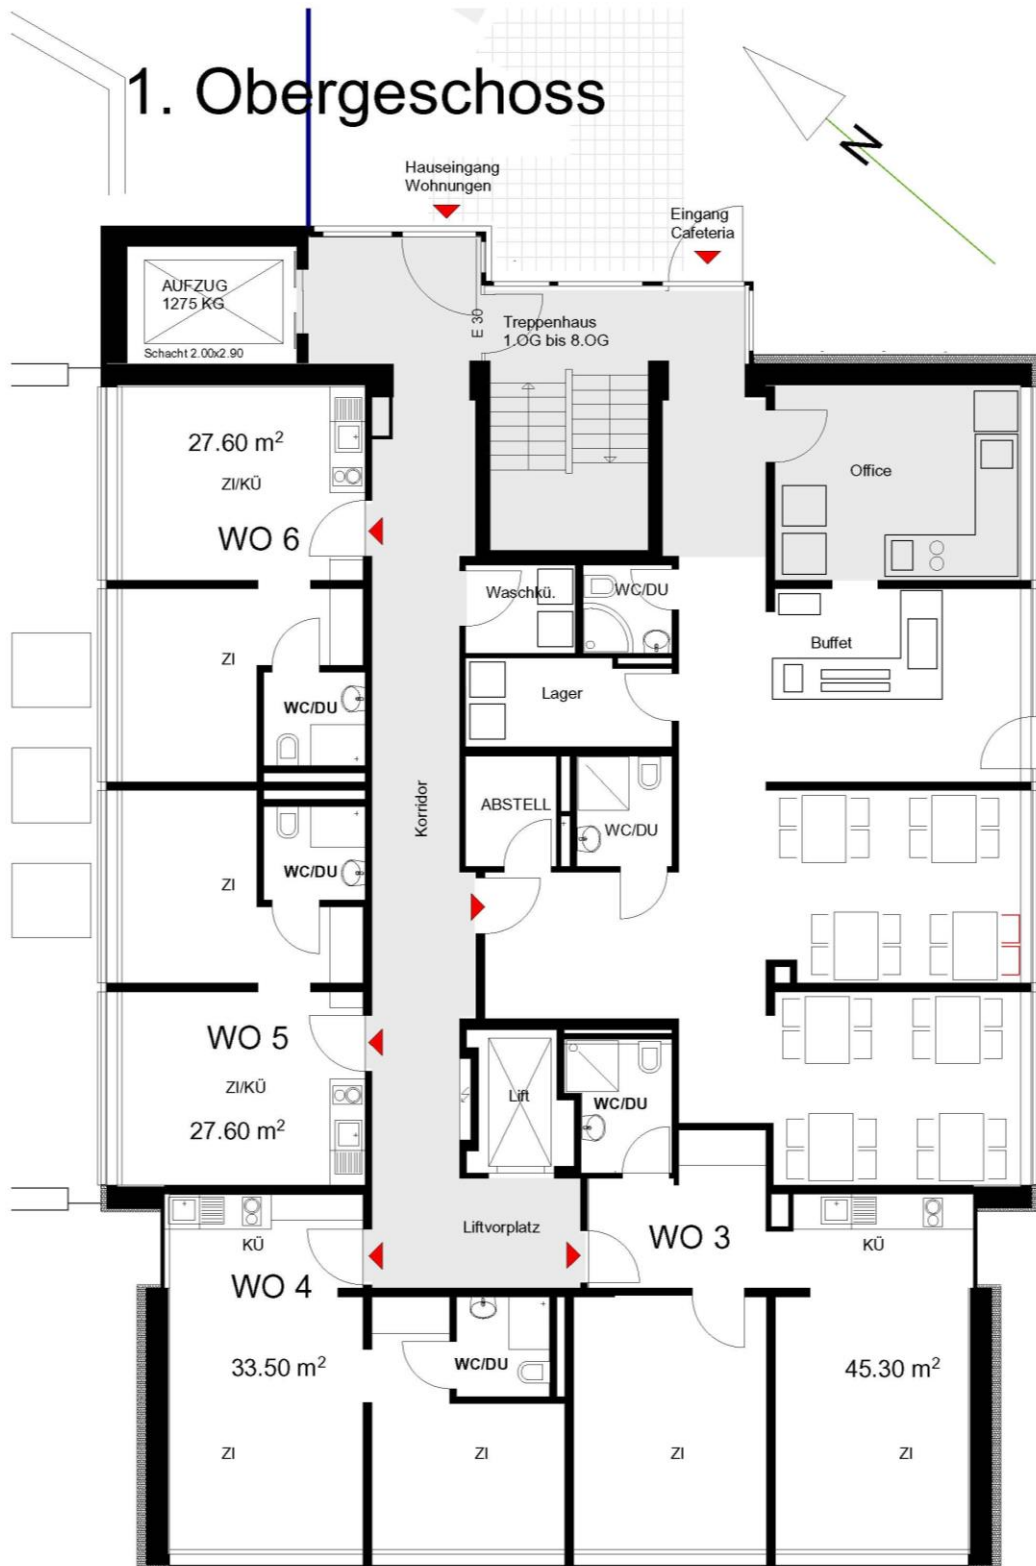 1. Obergeschoss
N
Hauseingang
Wohnungen
Eingang
Cafeteria
AUFZUG
1275 KG
Schacht 2.00x2.90
E 30
Treppenhaus
1.OG bis 8.OG
27.60 m²
ZI/KÜ
WO 6
Office
Waschkü.
WC/DU
Buffet
ZI
Lager
WC/DU
Korridor
ABSTELL
WC/DU
WC/DU
ZI
WO 5
ZI/KÜ
27.60 m²
Lift
WC/DU
Liftvorplatz
WO 3
KÜ
KÜ
WO 4
33.50 m²
WC/DU
45.30 m²
ZI
ZI
ZI
ZI